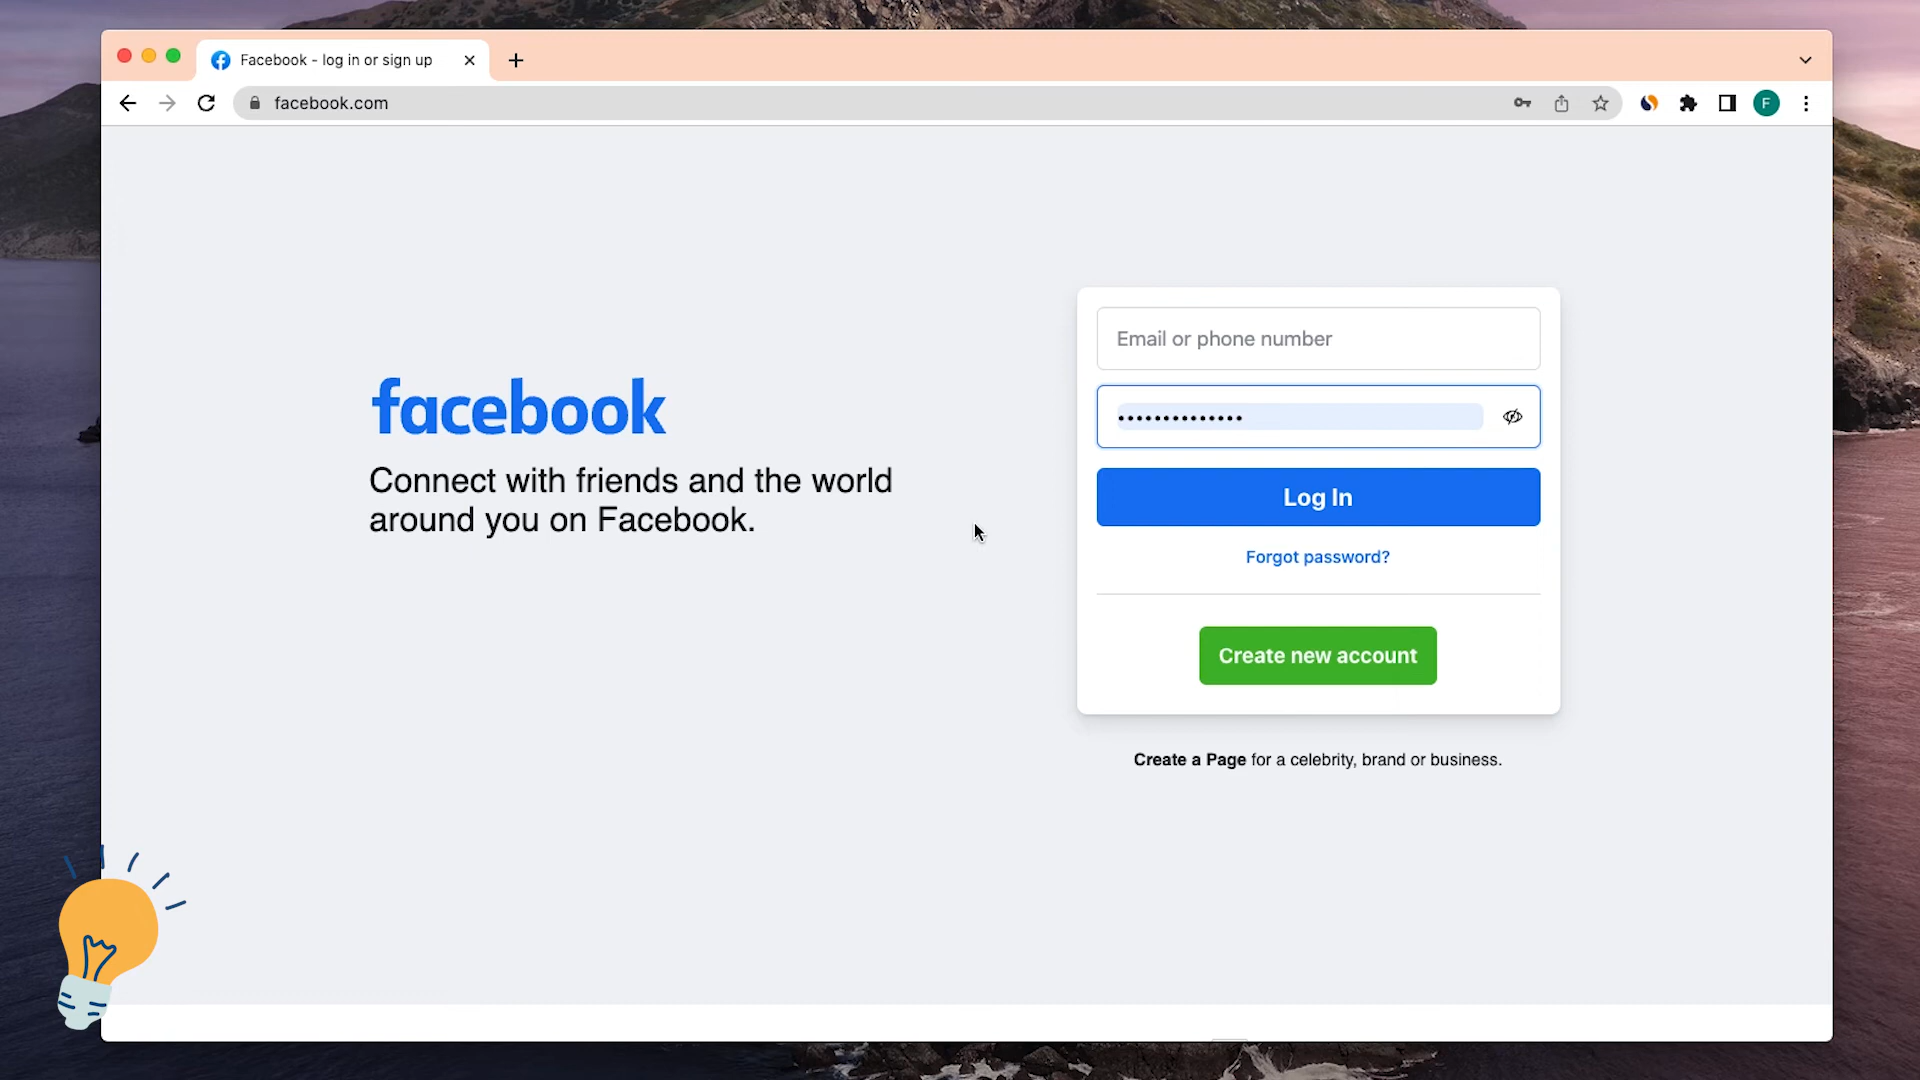 Facebook - log in or sign up
facebook.com
F
facebook
Connect with friends and the world
around you on Facebook.
Email or phone number
••••••••••••••
Log In
Forgot password?
Create new account
Create a Page for a celebrity, brand or business.